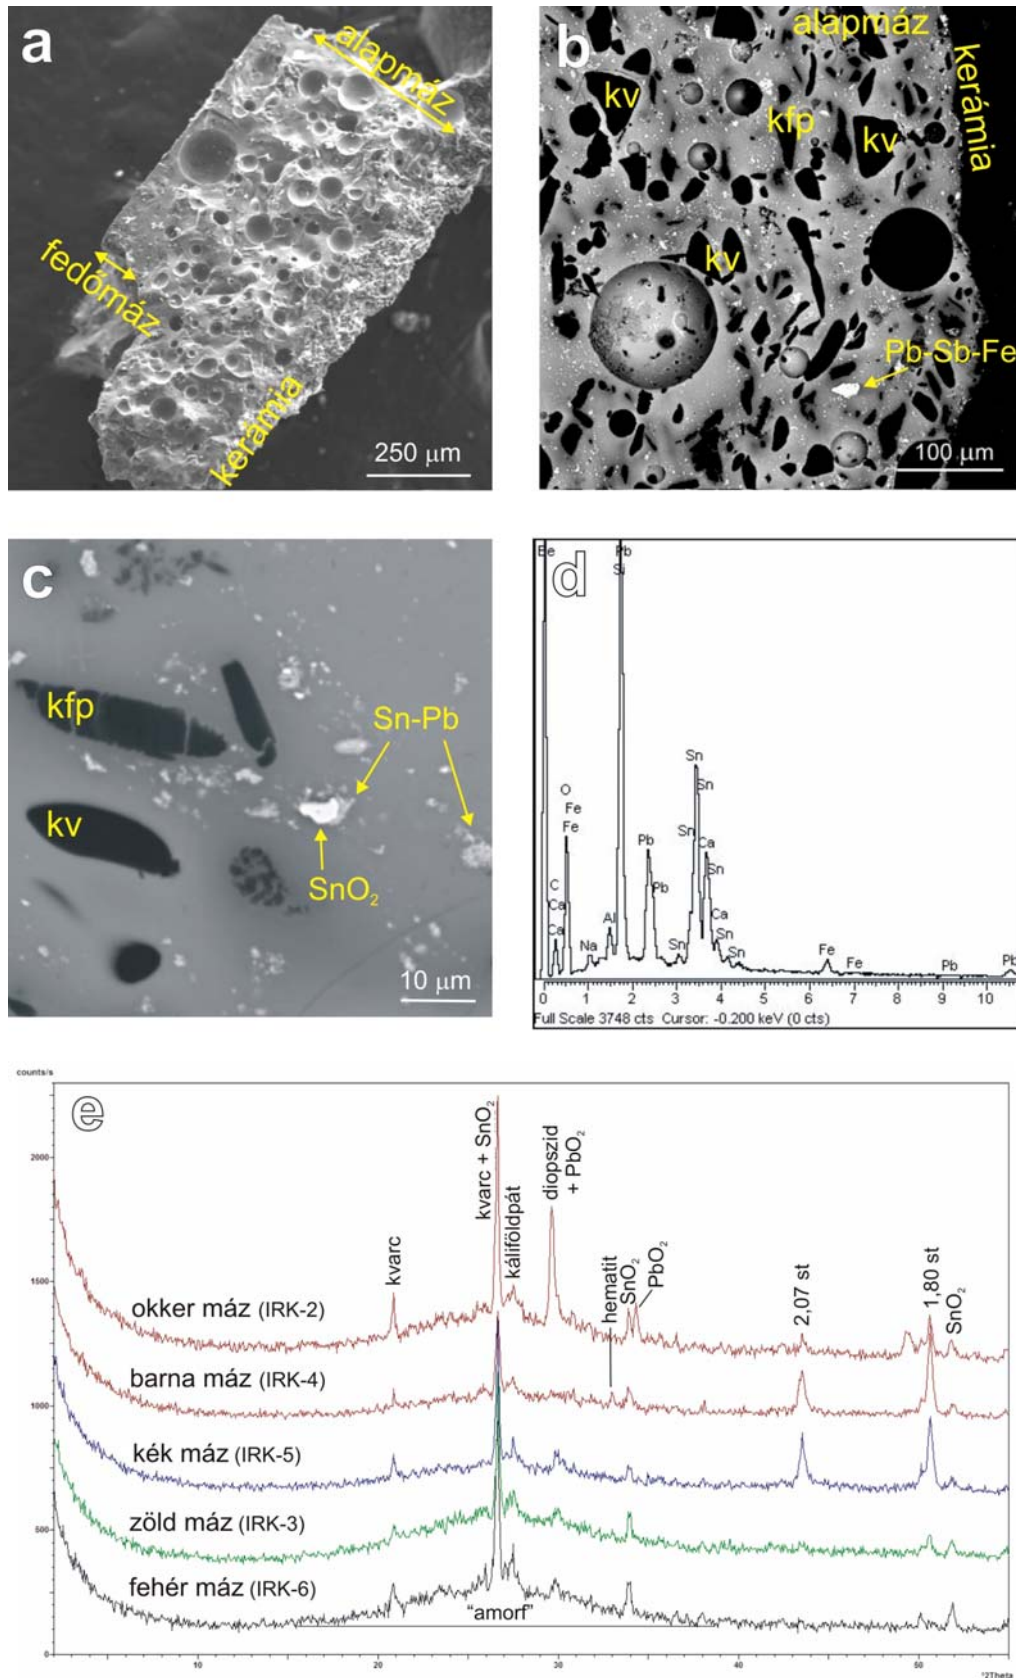 a
alapmáz
fedőmáz
kerámia
250 μm
b
alapmáz
kerámia
kv
kfp
kv
kv
Pb-Sb-Fe
100 μm
c
kfp
kv
Sn-Pb
SnO₂
10 μm
d
Pb
Si
O
Fe
Fe
C
Ca
Ca
Na
Al
Pb
Pb
Sn
Sn
Sn
Sn
Ca
Sn
Ca
Sn
Sn
Fe
Fe
Pb
Pb
0 1 2 3 4 5 6 7 8 9 10
Full Scale 3748 cts Cursor: -0.200 keV (0 cts)
counts/s
e
kvarc
kvarc + SnO₂
káliföldpát
diopszid + PbO₂
hematit
SnO₂
PbO₂
2,07 st
1,80 st
SnO₂
2000
1500
1000
500
0
okker máz (IRK-2)
barna máz (IRK-4)
kék máz (IRK-5)
zöld máz (IRK-3)
fehér máz (IRK-6)
"amorf"
10 20 30 40 50
°2Theta